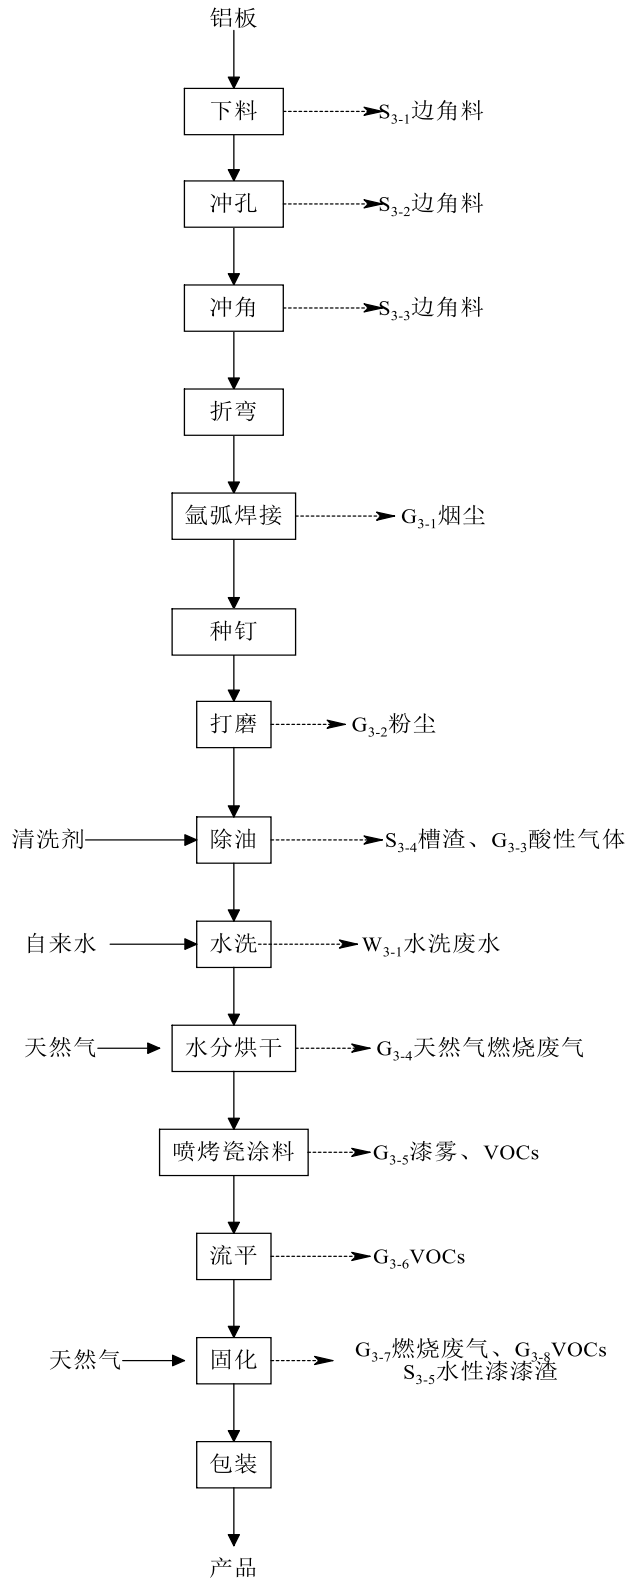 铝板
下料 S3-1边角料
冲孔 S3-2边角料
冲角 S3-3边角料
折弯
氩弧焊接 G3-1烟尘
种钉
打磨 G3-2粉尘
清洗剂 除油 S3-4槽渣、G3-3酸性气体
自来水 水洗 W3-1水洗废水
天然气 水分烘干 G3-4天然气燃烧废气
喷烤瓷涂料 G3-5漆雾、VOCs
流平 G3-6VOCs
天然气 固化 G3-7燃烧废气、G3-8VOCs
S3-5水性漆漆渣
包装
产品